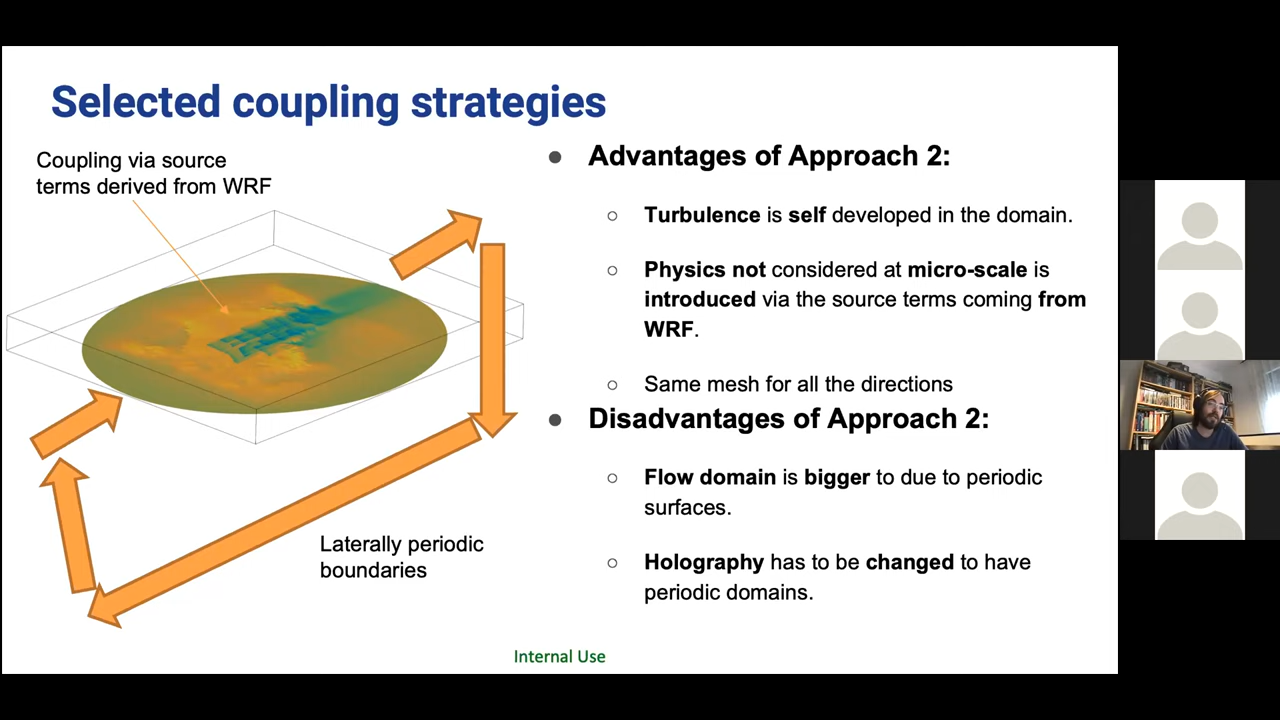 Selected coupling strategies
Coupling via source
terms derived from WRF
Laterally periodic
boundaries
● Advantages of Approach 2:
○ Turbulence is self developed in the domain.
○ Physics not considered at micro-scale is
introduced via the source terms coming from
WRF.
○ Same mesh for all the directions
● Disadvantages of Approach 2:
○ Flow domain is bigger to due to periodic
surfaces.
○ Holography has to be changed to have
periodic domains.
Internal Use